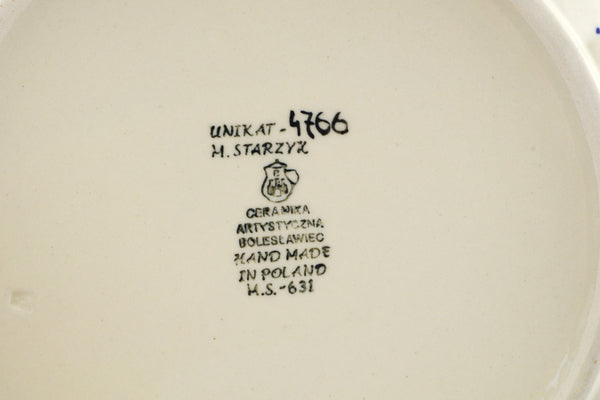 UNIKAT-4766
M. STARZYK
CERAMIKA
ARTYSTYCZNA
BOLESŁAWIEC
HAND MADE
IN POLAND
M.S.-631